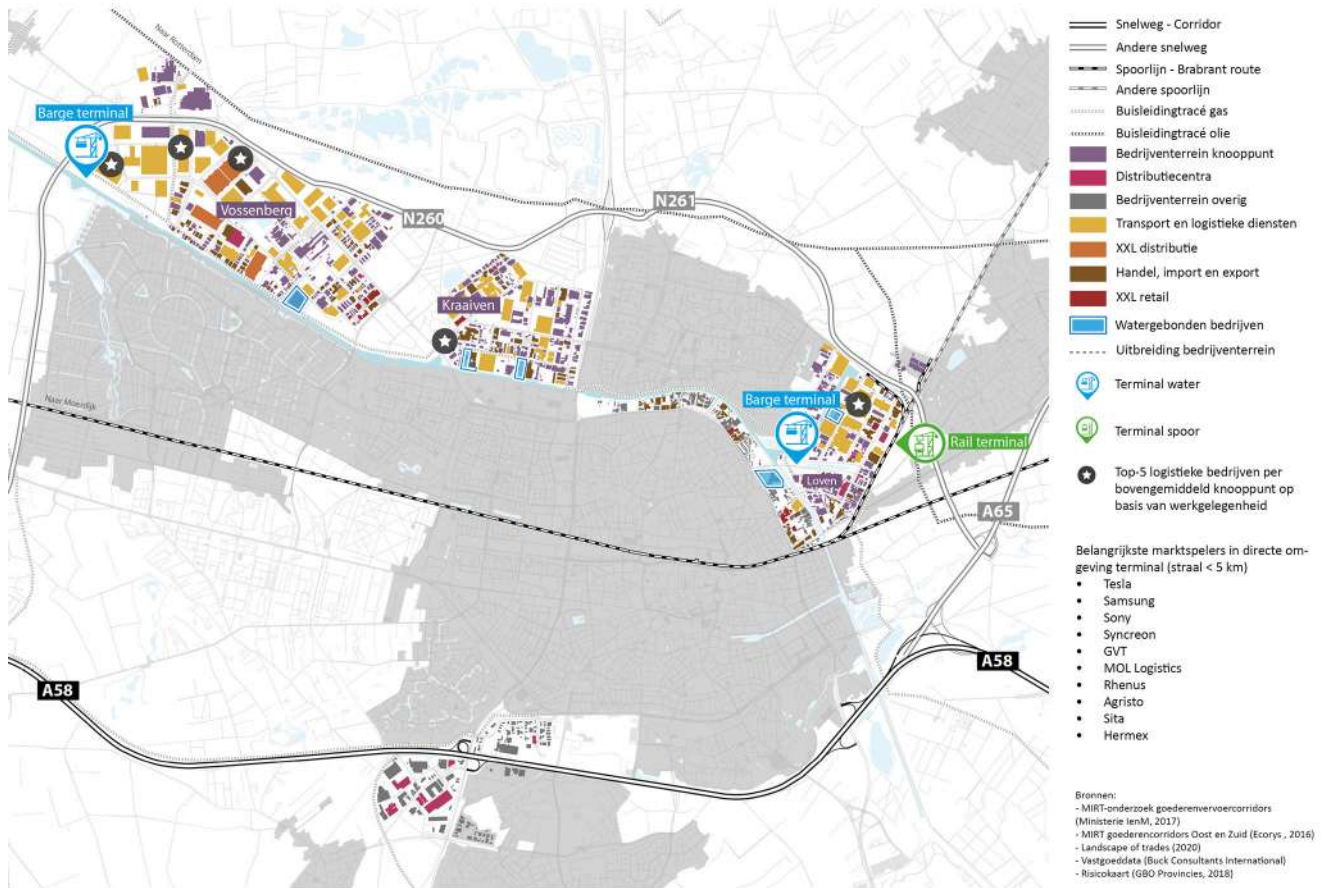 Naar Rotterdam
Barge terminal
Vossenberg
N260
N261
Kraaiven
Naar Moerdijk
Barge terminal
Rail terminal
Loven
A65
A58
A58
Snelweg - Corridor
Andere snelweg
Spoorlijn - Brabrant route
Andere spoorlijn
Buisleidingtracé gas
Buisleidingtracé olie
Bedrijventerrein knooppunt
Distributiecentra
Bedrijventerrein overig
Transport en logistieke diensten
XXL distributie
Handel, import en export
XXL retail
Watergebonden bedrijven
Uitbreiding bedrijventerrein
Terminal water
Terminal spoor
Top-5 logistieke bedrijven per
bovengemiddeld knooppunt op
basis van werkgelegenheid
Belangrijkste marktspelers in directe om-
geving terminal (straal < 5 km)
• Tesla
• Samsung
• Sony
• Syncreon
• GVT
• MOL Logistics
• Rhenus
• Agristo
• Sita
• Hermex
Bronnen:
- MIRT-onderzoek goederenvervoercorridors
(Ministerie IenM, 2017)
- MIRT goederencorridors Oost en Zuid (Ecorys , 2016)
- Landscape of trades (2020)
- Vastgoeddata (Buck Consultants International)
- Risicokaart (GBO Provincies, 2018)